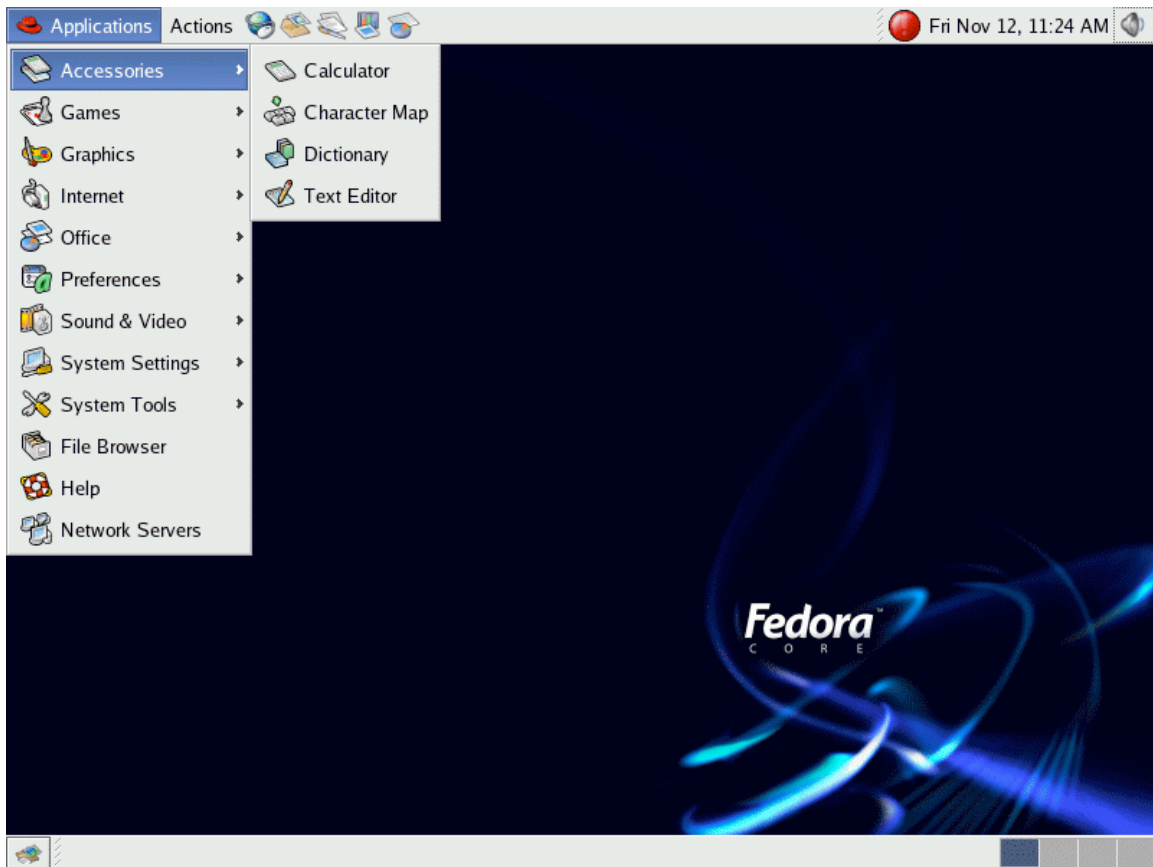 Applications Actions Fri Nov 12, 11:24 AM
Accessories
Games
Graphics
Internet
Office
Preferences
Sound & Video
System Settings
System Tools
File Browser
Help
Network Servers
Calculator
Character Map
Dictionary
Text Editor
Fedora™
CORE